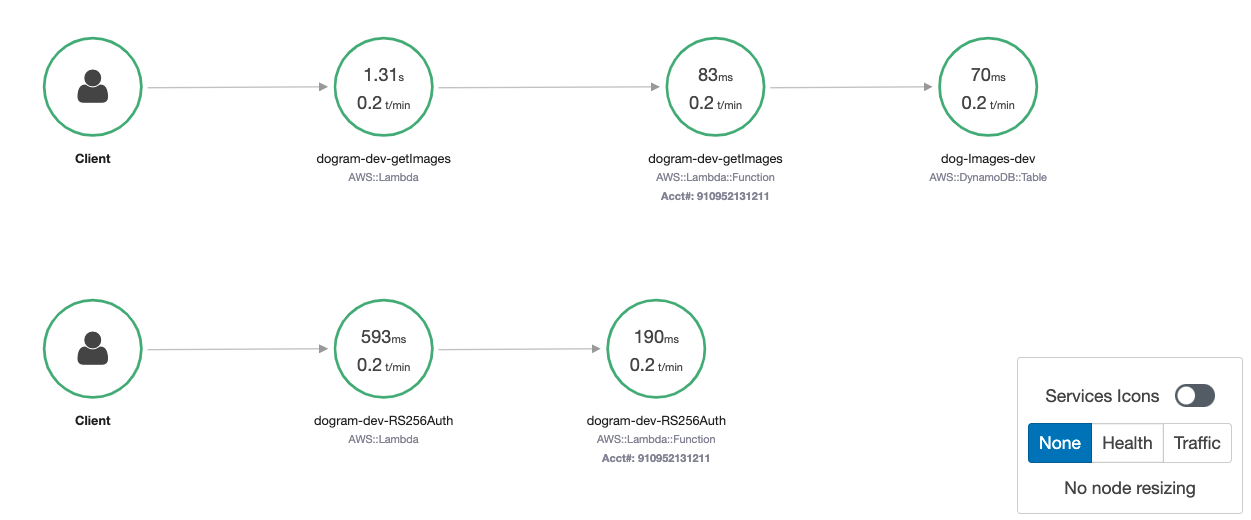 1.31s
0.2 t/min
83ms
0.2 t/min
70ms
0.2 t/min
Client
dogram-dev-getImages
AWS::Lambda
dogram-dev-getImages
AWS::Lambda::Function
Acct#: 910952131211
dog-Images-dev
AWS::DynamoDB::Table
593ms
0.2 t/min
190ms
0.2 t/min
Client
dogram-dev-RS256Auth
AWS::Lambda
dogram-dev-RS256Auth
AWS::Lambda::Function
Acct#: 910952131211
Services Icons
None Health Traffic
No node resizing